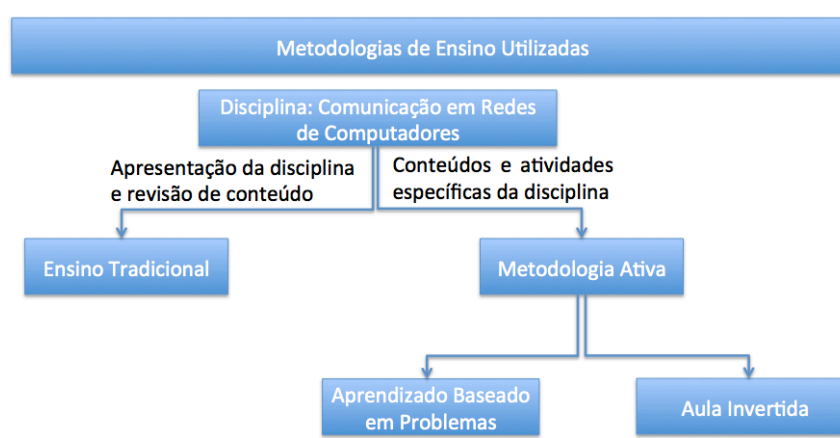 Metodologias de Ensino Utilizadas
Disciplina: Comunicação em Redes
de Computadores
Apresentação da disciplina
e revisão de conteúdo
Conteúdos e atividades
específicas da disciplina
Ensino Tradicional
Metodologia Ativa
Aprendizado Baseado
em Problemas
Aula Invertida